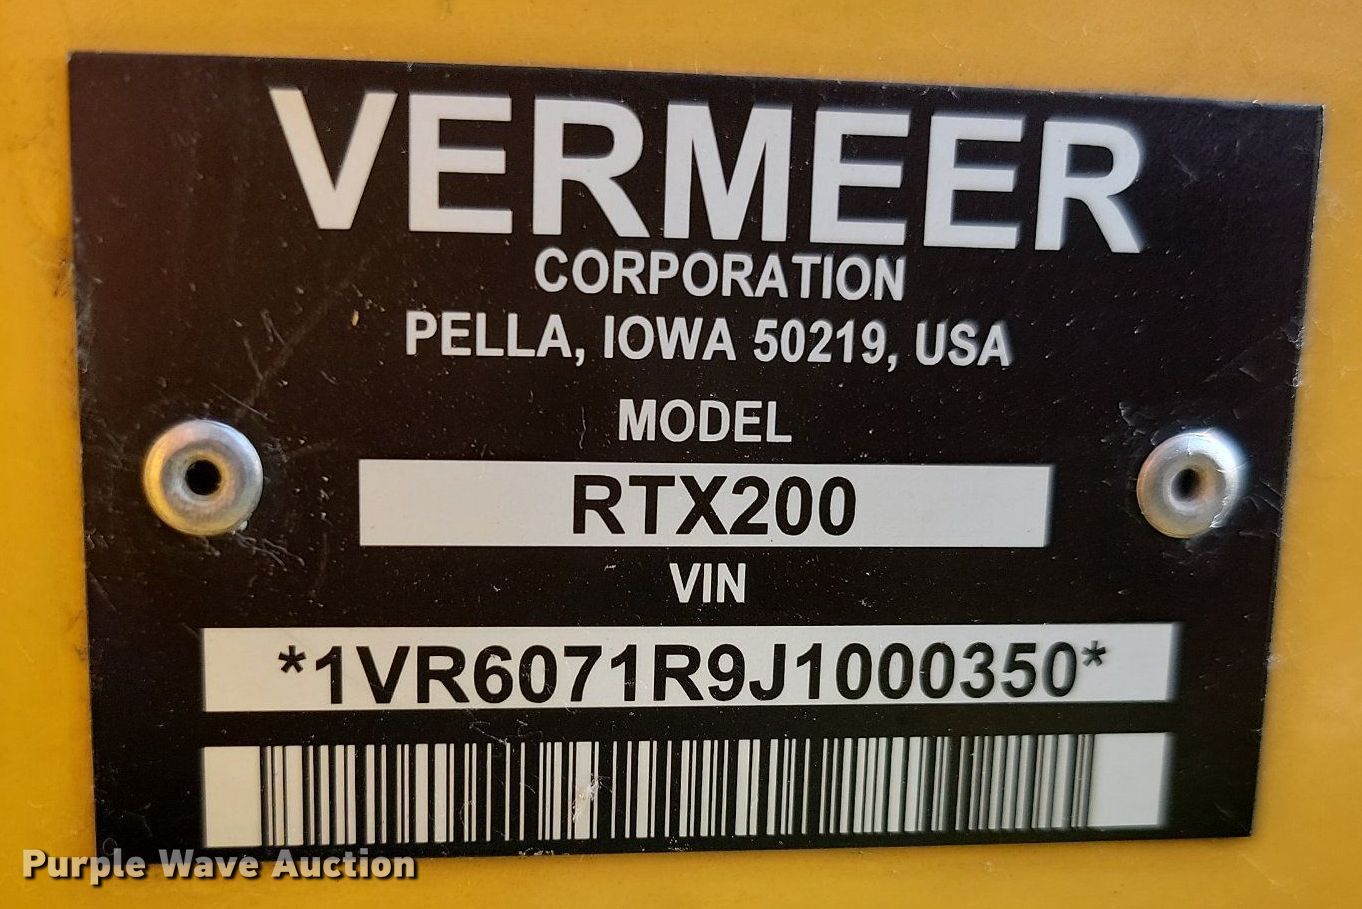 VERMEER
CORPORATION
PELLA, IOWA 50219, USA
MODEL
RTX200
VIN
*1VR6071R9J1000350*
Purple Wave Auction